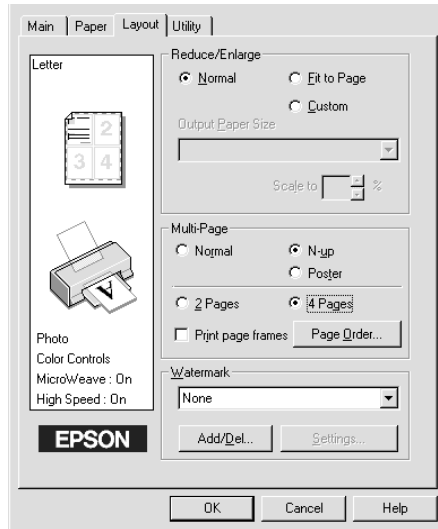 Main
Paper
Layout
Utility
Letter
2
3 4
A
Photo
Color Controls
MicroWeave : On
High Speed : On
EPSON
Reduce/Enlarge
Normal
Fit to Page
Custom
Output Paper Size
Scale to %
Multi-Page
Normal
N-up
Poster
2 Pages
4 Pages
Print page frames
Page Order...
Watermark
None
Add/Del...
Settings...
OK
Cancel
Help